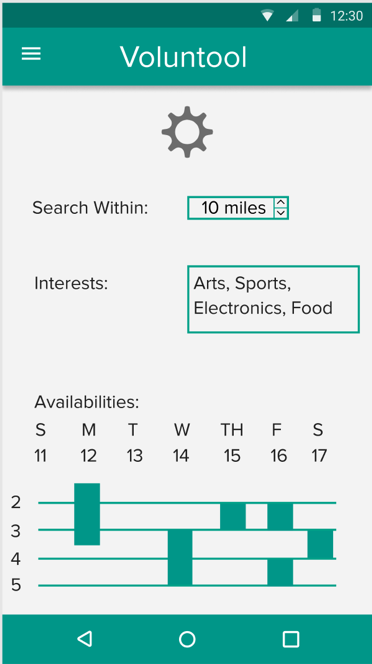 12:30
Voluntool
Search Within: 10 miles
Interests: Arts, Sports,
Electronics, Food
Availabilities:
S M T W TH F S
11 12 13 14 15 16 17
2
3
4
5